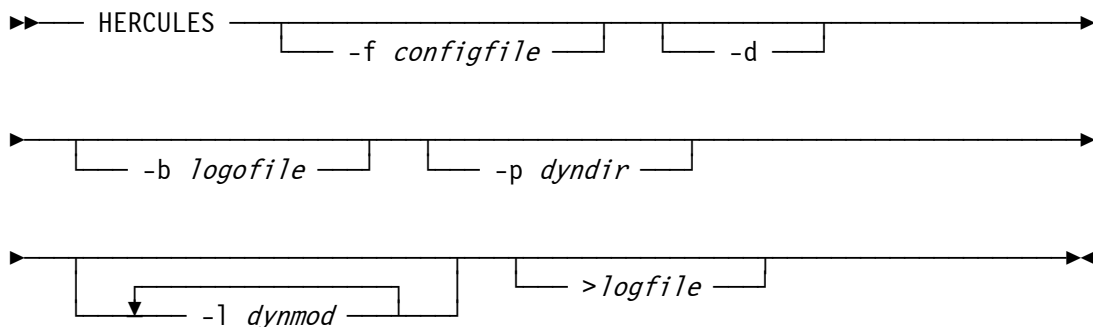 HERCULES
-f configfile
-d
-b logofile
-p dyndir
-l dynmod
>logfile